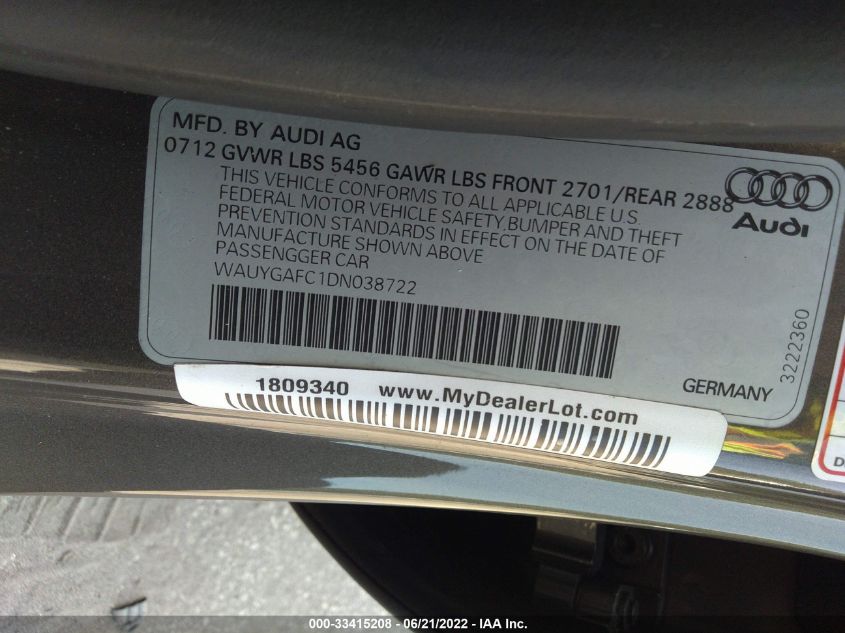 MFD. BY AUDI AG
0712 GVWR LBS 5456 GAWR LBS FRONT 2701/REAR 2888
THIS VEHICLE CONFORMS TO ALL APPLICABLE U.S.
FEDERAL MOTOR VEHICLE SAFETY,BUMPER AND THEFT
PREVENTION STANDARDS IN EFFECT ON THE DATE OF
MANUFACTURE SHOWN ABOVE
PASSENGGER CAR
WAUYGAFC1DN038722
Audi
GERMANY
3222360
1809340 www.MyDealerLot.com
D
000-33415208 - 06/21/2022 - IAA Inc.